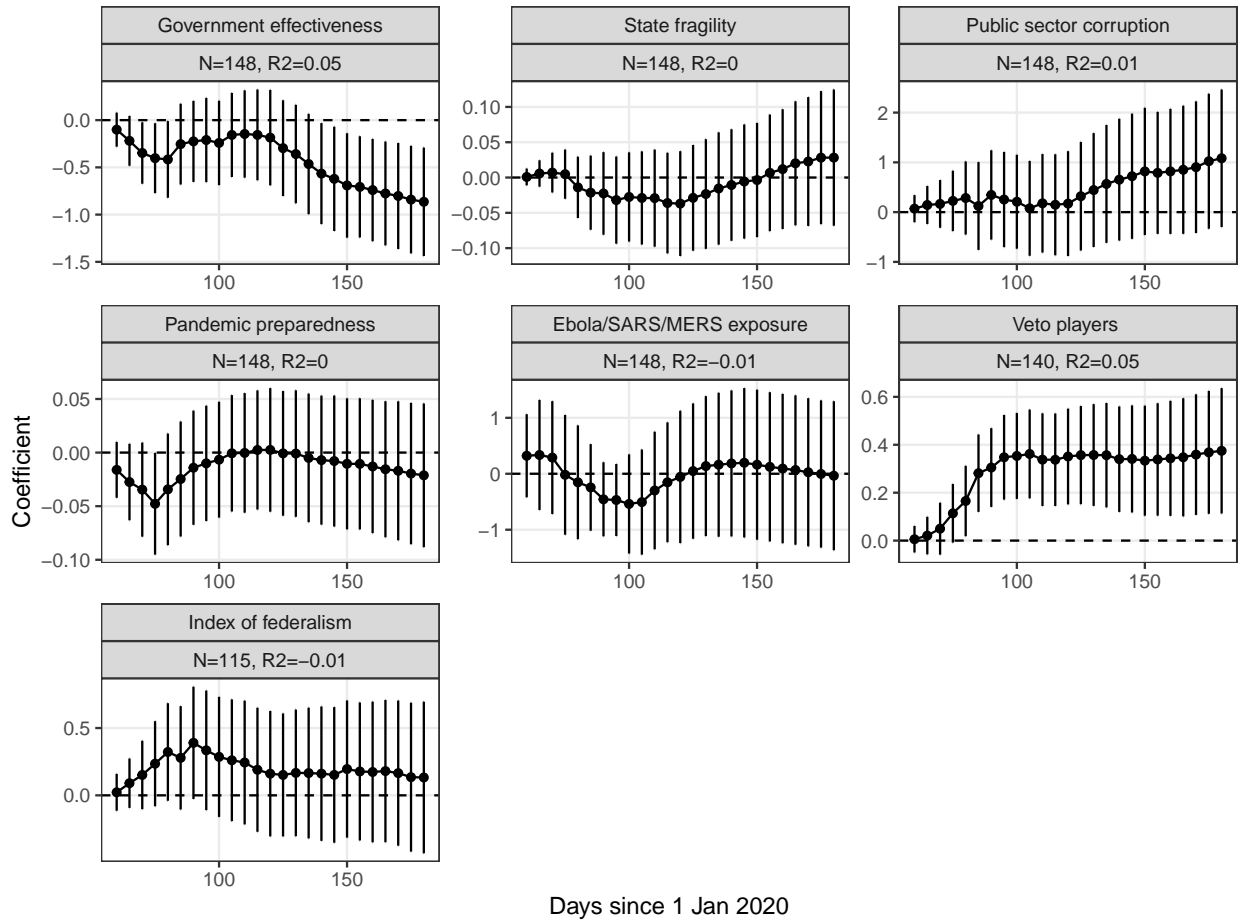 Government effectiveness
N=148, R2=0.05
0.0
−0.5
−1.0
−1.5
100 150
State fragility
N=148, R2=0
0.10
0.05
0.00
−0.05
−0.10
100 150
Public sector corruption
N=148, R2=0.01
2
1
0
−1
100 150
Pandemic preparedness
N=148, R2=0
0.05
0.00
−0.05
−0.10
100 150
Ebola/SARS/MERS exposure
N=148, R2=−0.01
1
0
−1
100 150
Veto players
N=140, R2=0.05
0.6
0.4
0.2
0.0
100 150
Index of federalism
N=115, R2=−0.01
0.5
0.0
100 150
Coefficient
Days since 1 Jan 2020